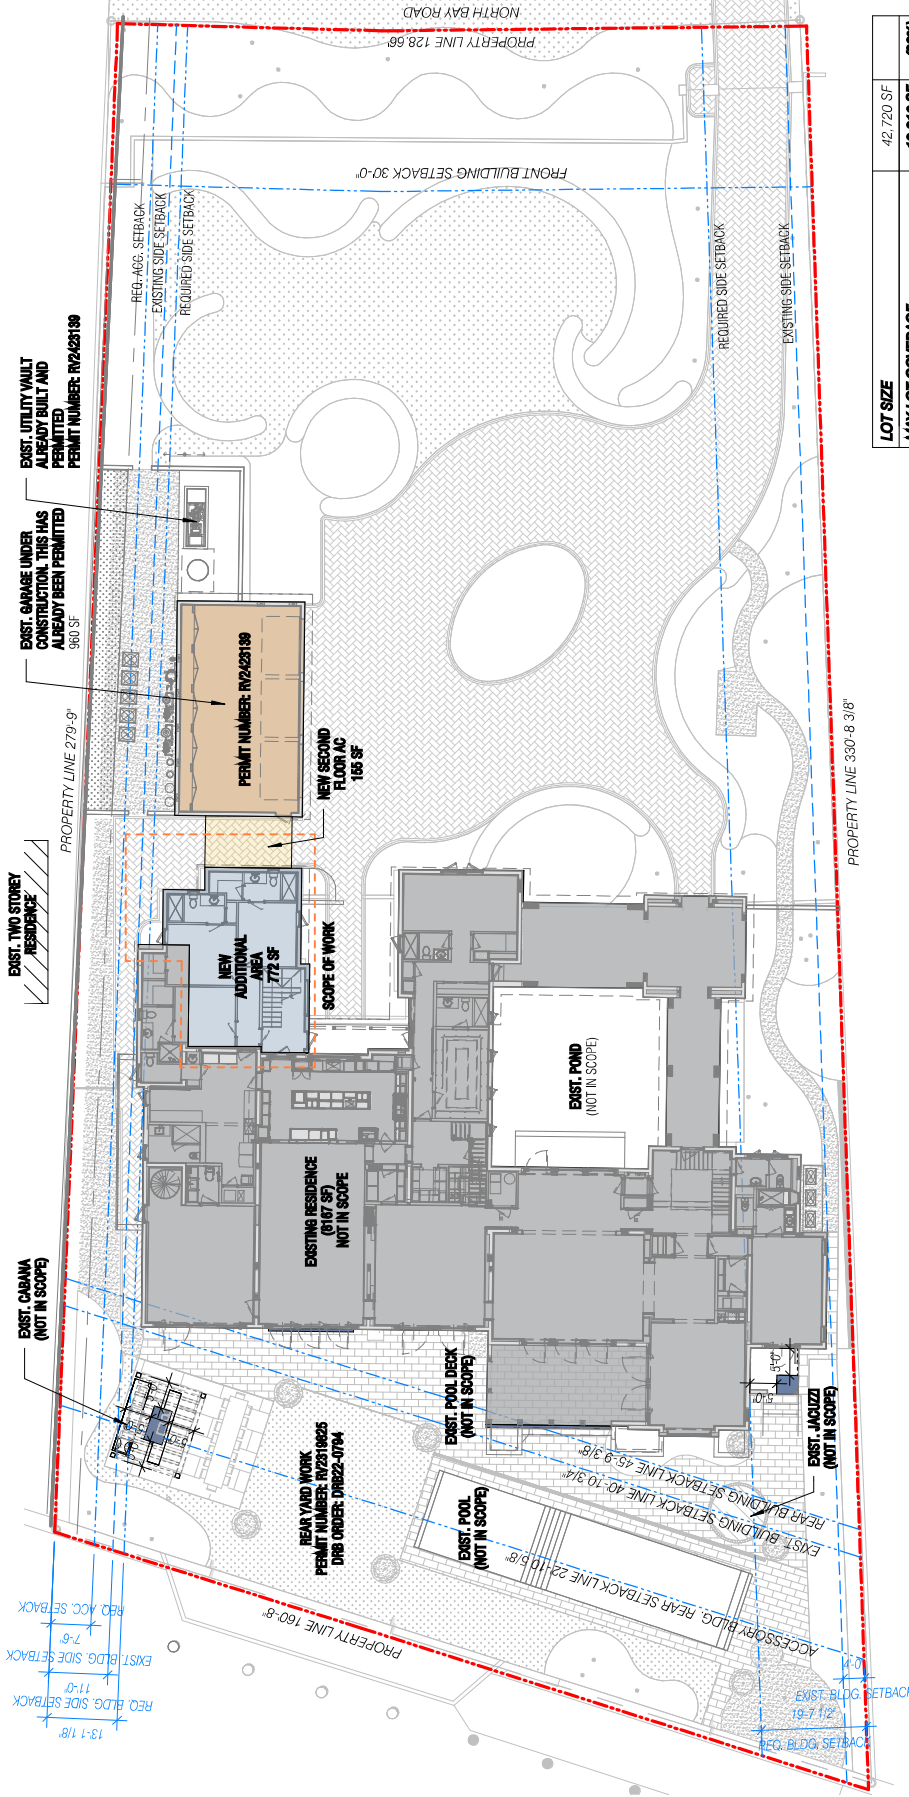 NORTH BAY ROAD
PROPERTY LINE 128.66'
FRONT BUILDING SETBACK 30'-0"
REQ. ACC. SETBACK
EXISTING SIDE SETBACK
REQUIRED SIDE SETBACK
REQUIRED SIDE SETBACK
EXISTING SIDE SETBACK
42,720 SF
LOT SIZE
EXIST. UTILITY VAULT
ALREADY BUILT AND
PERMITTED
PERMIT NUMBER: RV2423139
EXIST. GARAGE UNDER
CONSTRUCTION. THIS HAS
ALREADY BEEN PERMITTED
960 SF
PERMIT NUMBER: RV2423139
PROPERTY LINE 279'-9"
NEW SECOND
FLOOR AC
155 SF
PROPERTY LINE 330'-8 3/8"
EXIST. TWO STOREY
RESIDENCE
NEW
ADDITIONAL
AREA
772 SF
SCOPE OF WORK
EXIST. POND
(NOT IN SCOPE)
EXISTING RESIDENCE
(8167 SF)
NOT IN SCOPE
EXIST. CABANA
(NOT IN SCOPE)
EXIST. POOL DECK
(NOT IN SCOPE)
5'-0"
5'-0"
EXIST. JACUZZI
(NOT IN SCOPE)
REAR YARD WORK
PERMIT NUMBER: RV2319825
DRB ORDER: DRB22-0794
EXIST. POOL
(NOT IN SCOPE)
REAR BUILDING SETBACK LINE 45'-9 3/8"
EXIST. BUILDING SETBACK LINE 40'-10 3/4"
ACCESSORY BLDG. REAR SETBACK LINE 22'-10 5/8"
PROPERTY LINE 160'-8"
REQ. ACC. SETBACK
7'-6"
EXIST. BLDG. SIDE SETBACK
11'-0"
REQ. BLDG. SIDE SETBACK
13'-1 1/8"
EXIST. BLDG. SETBACK
19'-7 1/2"
REQ. BLDG. SETBACK